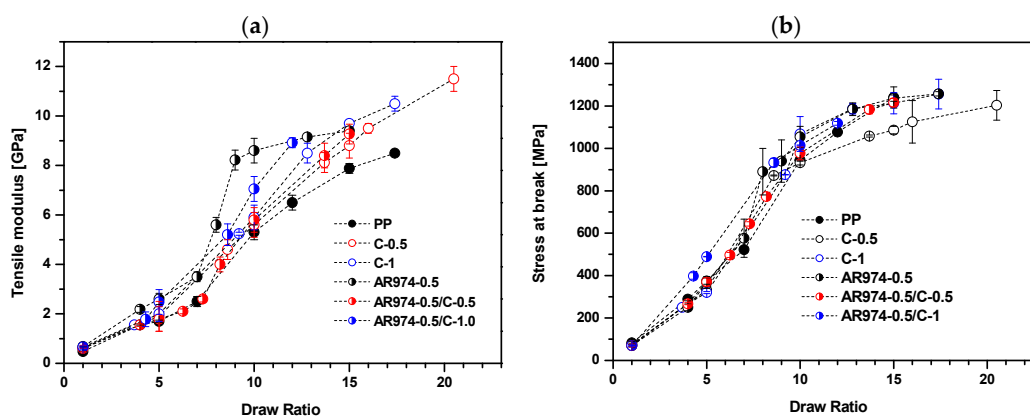 (a)
Tensile modulus [GPa]
12
10
8
6
4
2
0
0 5 10 15 20
Draw Ratio
PP
C-0.5
C-1
AR974-0.5
AR974-0.5/C-0.5
AR974-0.5/C-1.0
(b)
Stress at break [MPa]
1400
1200
1000
800
600
400
200
0
0 5 10 15 20
Draw Ratio
PP
C-0.5
C-1
AR974-0.5
AR974-0.5/C-0.5
AR974-0.5/C-1